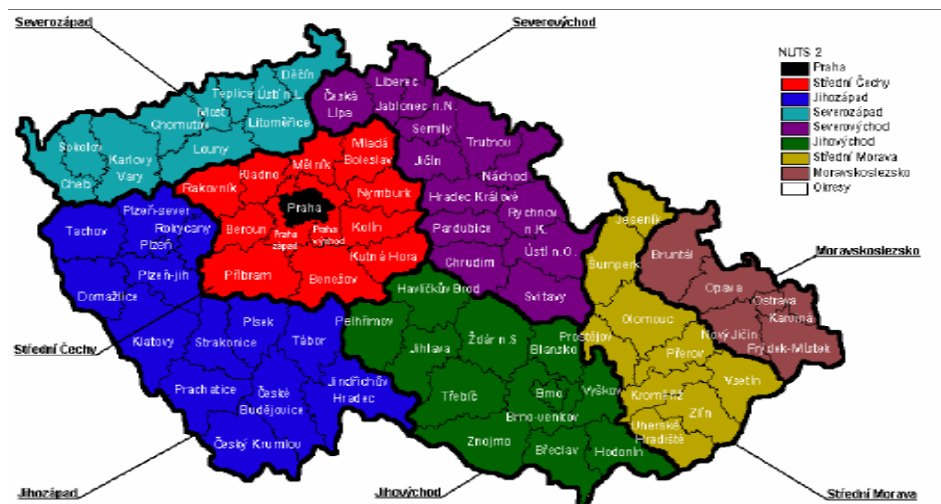 Severozápad
Severovýchod
NUTS 2
Praha
Střední Čechy
Jihozápad
Severozápad
Severovýchod
Jihovýchod
Střední Morava
Moravskoslezsko
Okresy
Děčín
Teplice
Ústí n.L.
Most
Chomutov
Litoměřice
Louny
Sokolov
Karlovy
Vary
Cheb
Liberec
Česká
Lípa
Jablonec n.N.
Semily
Trutnov
Jičín
Náchod
Hradec Králové
Rychnov
n.K.
Pardubice
Ústí n.O.
Chrudim
Svitavy
Mladá
Boleslav
Mělník
Kladno
Rakovník
Nymburk
Praha
Beroun
Praha
západ
Praha
východ
Kolín
Kutná Hora
Příbram
Benešov
Plzeň-sever
Tachov
Rokycany
Plzeň
Plzeň-jih
Domažlice
Klatovy
Písek
Strakonice
Tábor
Prachatice
České
Budějovice
Jindřichův
Hradec
Český Krumlov
Havlíčkův Brod
Pelhřimov
Jihlava
Žďár n.S
Blansko
Třebíč
Brno
Vyškov
Brno-venkov
Znojmo
Břeclav
Hodonín
Jeseník
Šumperk
Olomouc
Prostějov
Přerov
Vsetín
Kroměříž
Zlín
Uherské
Hradiště
Bruntál
Opava
Ostrava
Karviná
Nový Jičín
Frýdek-Místek
Moravskoslezsko
Střední Čechy
Jihozápad
Jihovýchod
Střední Morava